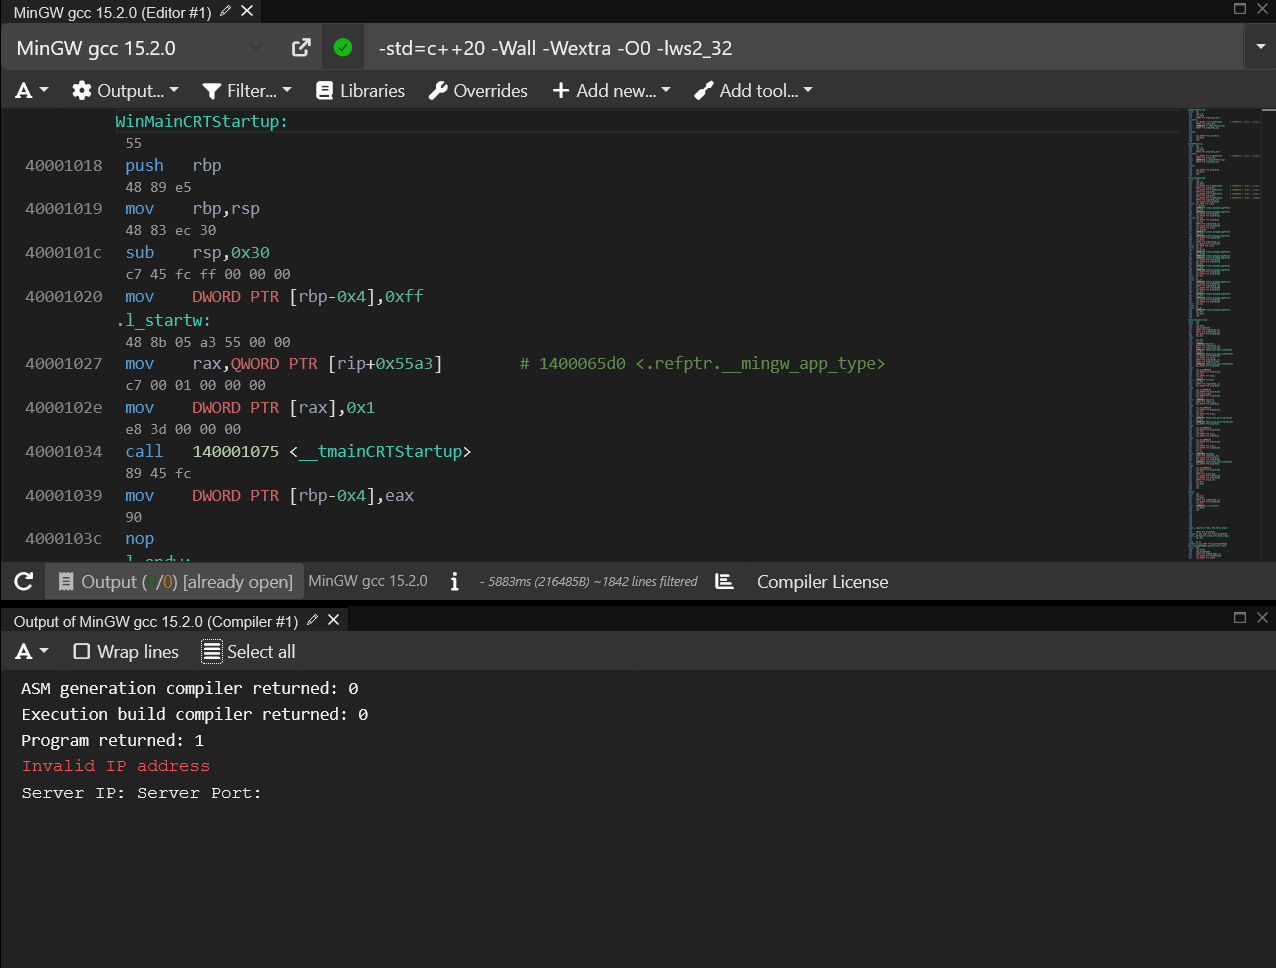 MinGW gcc 15.2.0 (Editor #1)
MinGW gcc 15.2.0 -std=c++20 -Wall -Wextra -O0 -lws2_32
A Output... Filter... Libraries Overrides Add new... Add tool...
WinMainCRTStartup:
55
40001018 push rbp
48 89 e5
40001019 mov rbp,rsp
48 83 ec 30
4000101c sub rsp,0x30
c7 45 fc ff 00 00 00
40001020 mov DWORD PTR [rbp-0x4],0xff
.l_startw:
48 8b 05 a3 55 00 00
40001027 mov rax,QWORD PTR [rip+0x55a3] # 1400065d0 <.refptr.__mingw_app_type>
c7 00 01 00 00 00
4000102e mov DWORD PTR [rax],0x1
e8 3d 00 00 00
40001034 call 140001075 <__tmainCRTStartup>
89 45 fc
40001039 mov DWORD PTR [rbp-0x4],eax
90
4000103c nop
Output (0/0) [already open] MinGW gcc 15.2.0 i - 5883ms (216485B) ~1842 lines filtered Compiler License
Output of MinGW gcc 15.2.0 (Compiler #1)
A Wrap lines Select all
ASM generation compiler returned: 0
Execution build compiler returned: 0
Program returned: 1
Invalid IP address
Server IP: Server Port: